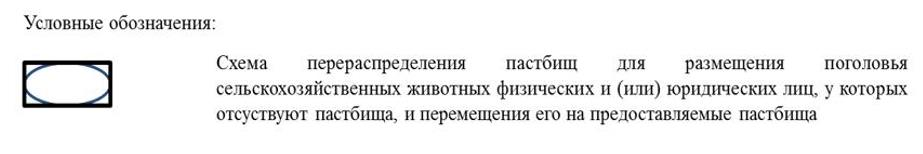 Условные обозначения:
Схема перераспределения пастбищ для размещения поголовья
сельскохозяйственных животных физических и (или) юридических лиц, у которых
отсуствуют пастбища, и перемещения его на предоставляемые пастбища